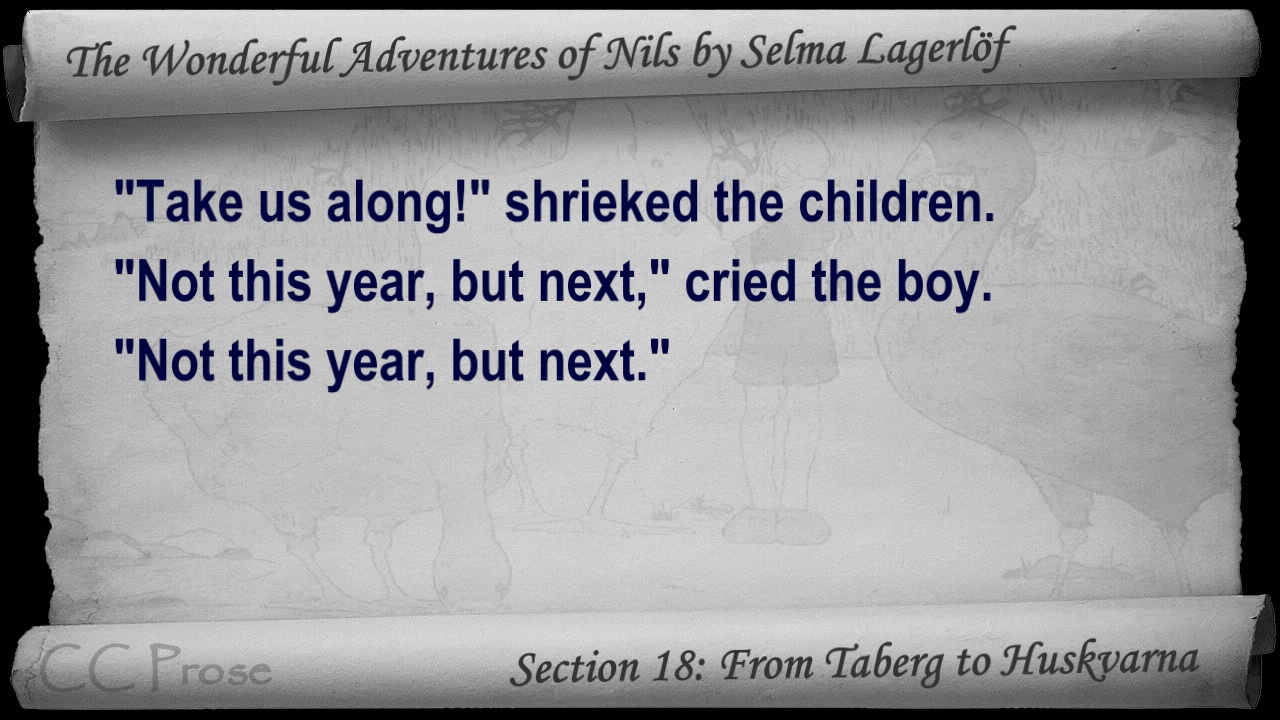 The Wonderful Adventures of Nils by Selma Lagerlöf
"Take us along!" shrieked the children.
"Not this year, but next," cried the boy.
"Not this year, but next."
CC Prose
Section 18: From Taberg to Huskvarna